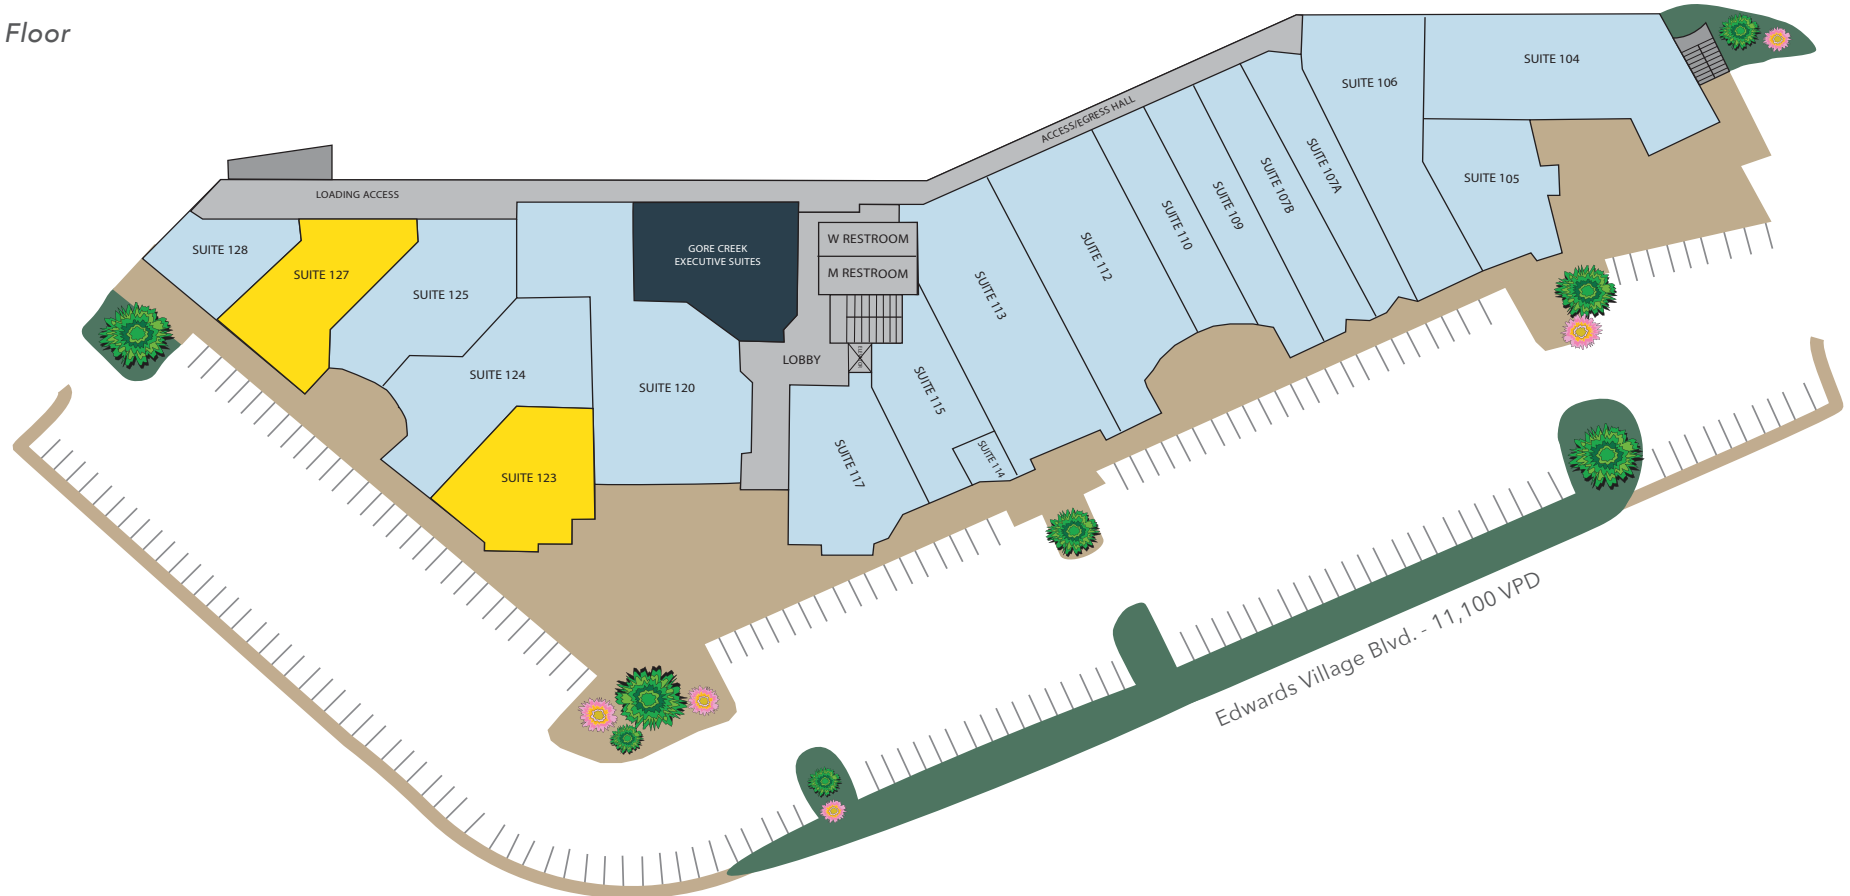 Floor
SUITE 104
SUITE 106
ACCESS/EGRESS HALL
SUITE 107A
SUITE 105
SUITE 107B
LOADING ACCESS
SUITE 109
SUITE 110
W RESTROOM
SUITE 128
GORE CREEK
EXECUTIVE SUITES
SUITE 112
SUITE 127
M RESTROOM
SUITE 125
SUITE 113
LOBBY
SUITE 124
SUITE 120
SUITE 115
SUITE 114
SUITE 117
SUITE 123
Edwards Village Blvd. - 11,100 VPD